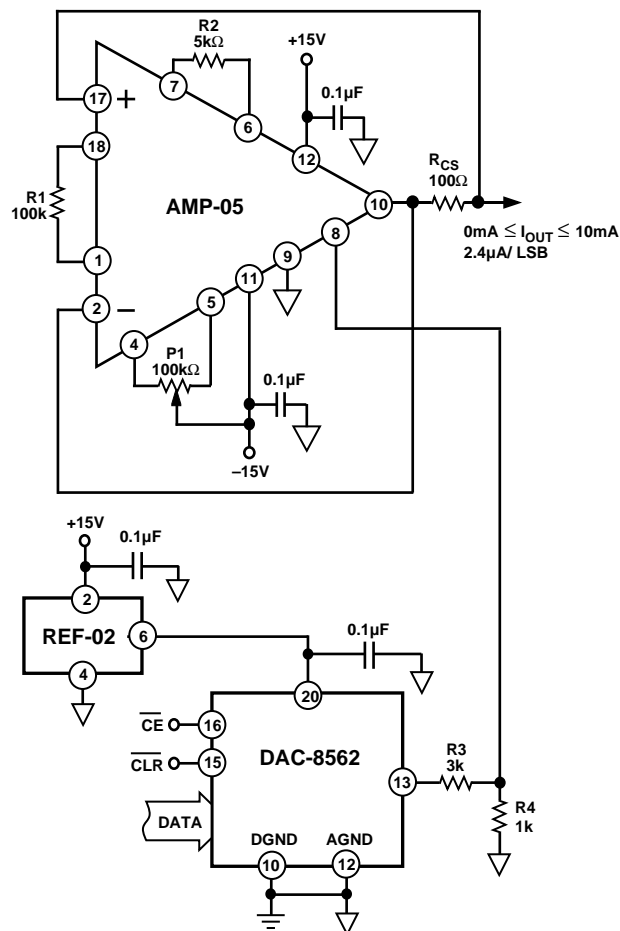 R2
5kΩ
+15V
0.1µF
7
6
12
17 +
18
R1
100k
AMP-05
10
RCS
100Ω
0mA ≤ IOUT ≤ 10mA
2.4µA/ LSB
8
9
1
11
2 –
5
4
P1
100kΩ
0.1µF
–15V
+15V
0.1µF
2
REF-02
6
4
0.1µF
20
CE
16
CLR
15
DAC-8562
13
R3
3k
R4
1k
DATA
DGND
AGND
10
12